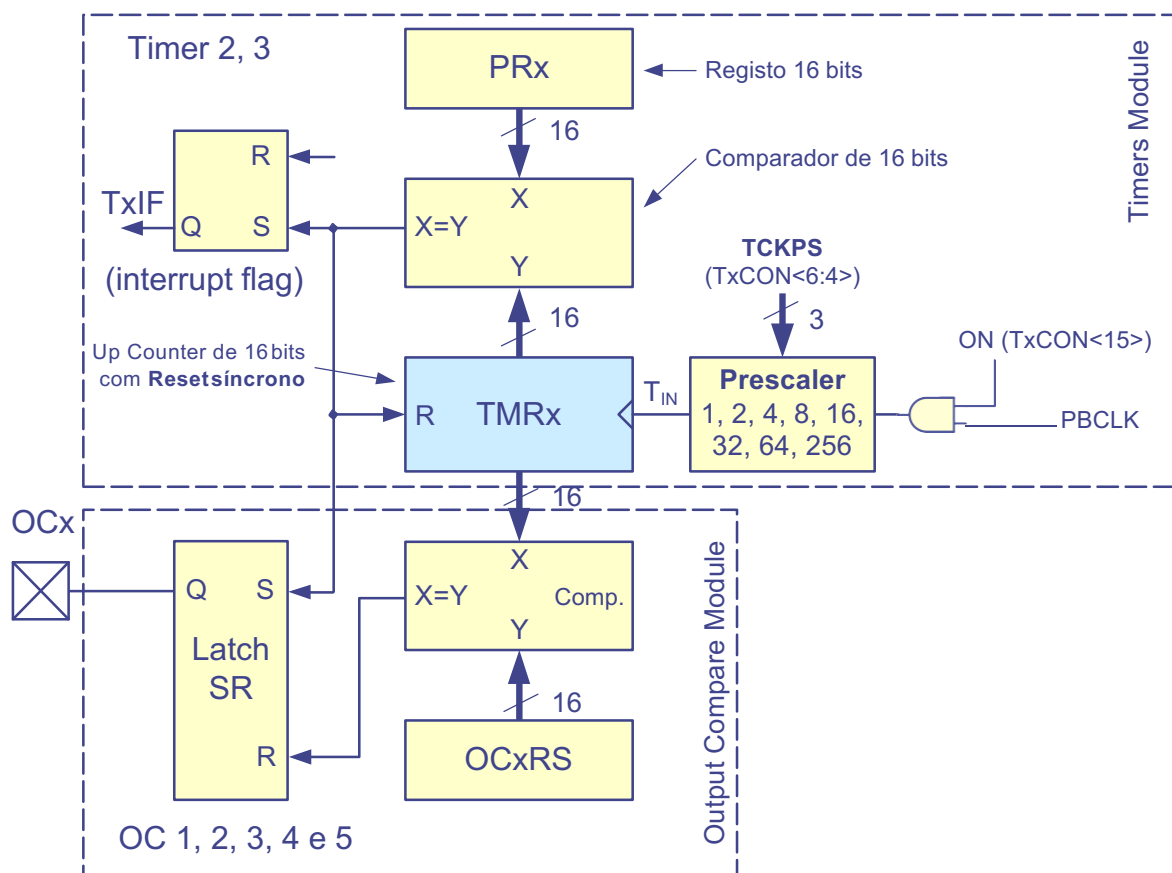 Timer 2, 3
PRx
Registo 16 bits
16
R
TxIF
Q
S
(interrupt flag)
X
X=Y
Y
Comparador de 16 bits
16
TCKPS
(TxCON<6:4>)
3
ON (TxCON<15>)
PBCLK
Up Counter de 16 bits
com Resetsíncrono
R
TMRx
TIN
Prescaler
1, 2, 4, 8, 16,
32, 64, 256
Timers Module
16
OCx
Q
S
Latch
SR
R
X
X=Y
Comp.
Y
16
OCxRS
OC 1, 2, 3, 4 e 5
Output Compare Module